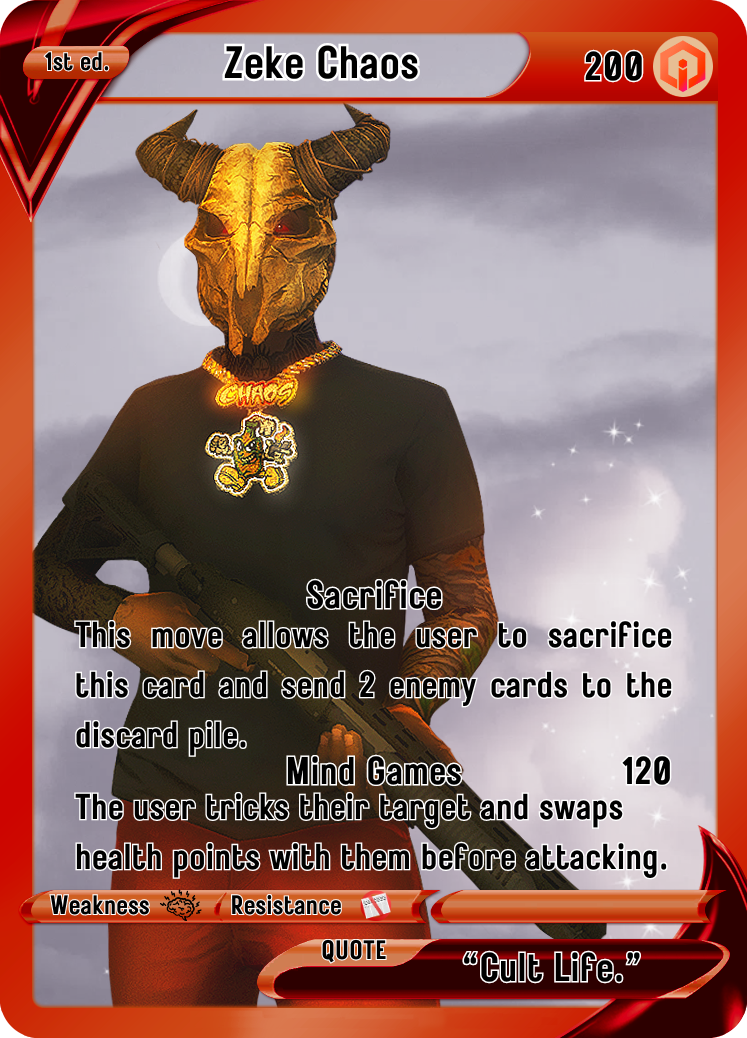 1st ed.
Zeke Chaos
200
CHAOS
Sacrifice
This move allows the user to sacrifice
this card and send 2 enemy cards to the
discard pile.
Mind Games 120
The user tricks their target and swaps
health points with them before attacking.
Weakness Resistance
QUOTE
“Cult Life.”